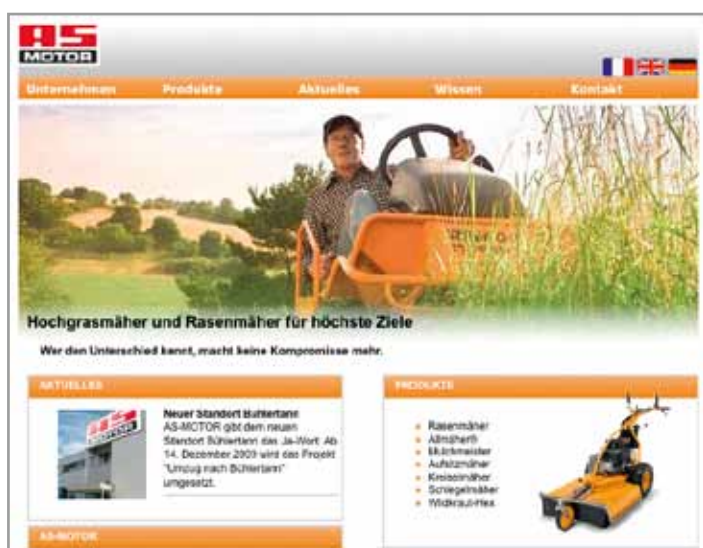 AS
MOTOR
Unternehmen Produkte Aktuelles Wissen Kontakt
Hochgrasmäher und Rasenmäher für höchste Ziele
Wer den Unterschied kennt, macht keine Kompromisse mehr.
AKTUELLES
Neuer Standort Bühlertann
AS-MOTOR gibt dem neuen
Standort Bühlertann das Ja-Wort. Ab
14. Dezember 2009 wird das Projekt
"Umzug nach Bühlertann"
umgesetzt.
AS-MOTOR
PRODUKTE
Rasenmäher
Allmäher®
Mulchmeister
Aufsitzmäher
Kreiselmäher
Schlegelmäher
Wildkraut-Hex